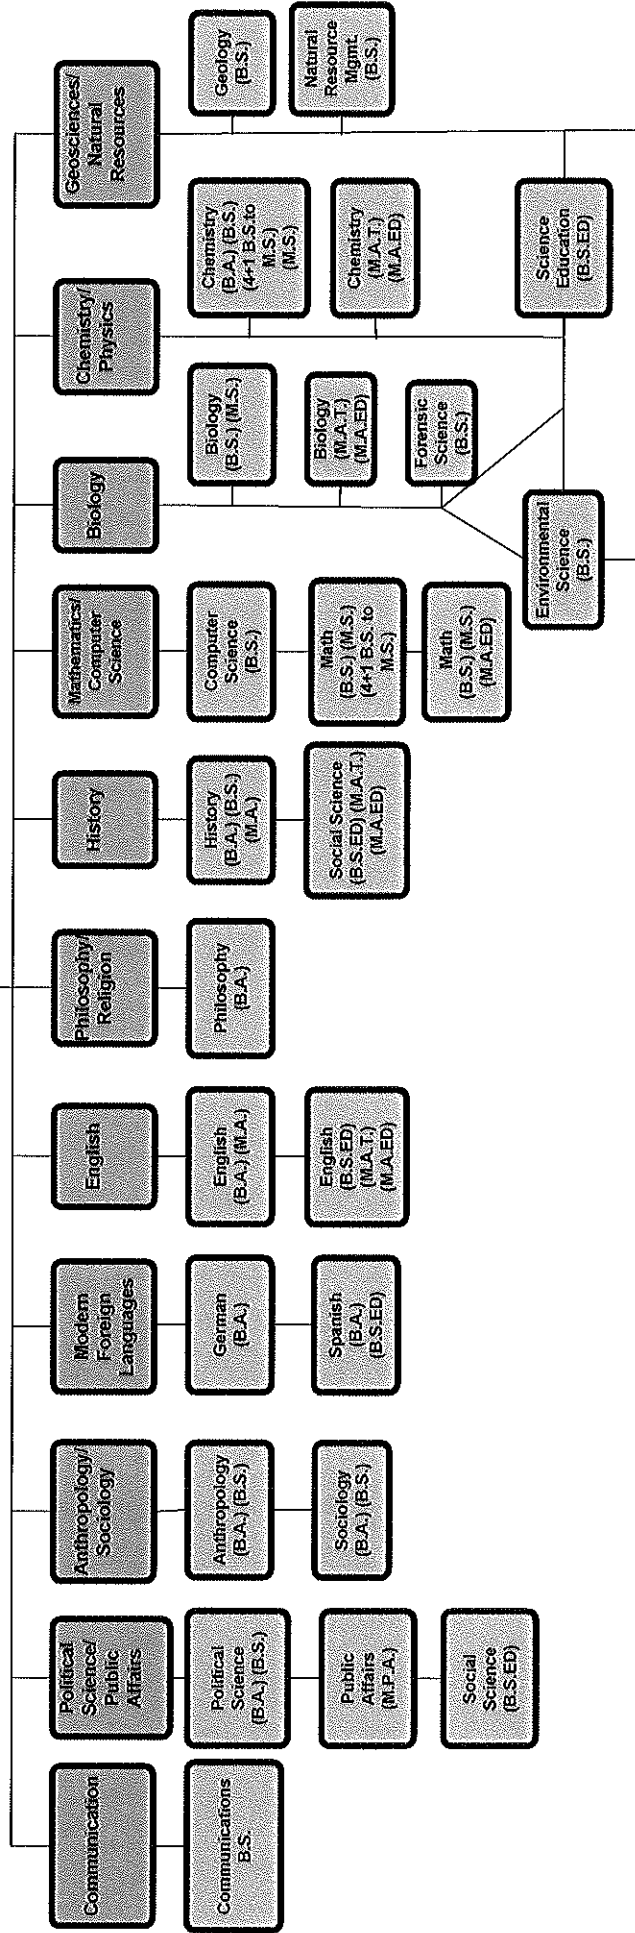 Communication
Political
Science/
Public
Affairs
Anthropology/
Sociology
Modern
Foreign
Languages
English
Philosophy/
Religion
History
Mathematics/
Computer
Science
Biology
Chemistry/
Physics
Geosciences/
Natural
Resources
Communications
B.S.
Political
Science
(B.A.) (B.S.)
Public
Affairs
(M.P.A.)
Social
Science
(B.S.ED)
Anthropology
(B.A.) (B.S.)
Sociology
(B.A.) (B.S.)
German
(B.A.)
Spanish
(B.A.)
(B.S.ED)
English
(B.A.) (M.A.)
English
(B.S.ED)
(M.A.T.)
(M.A.ED)
Philosophy
(B.A.)
History
(B.A.) (B.S.)
(M.A.)
Social Science
(B.S.ED) (M.A.T.)
(M.A.ED)
Computer
Science
(B.S.)
Math
(B.S.) (M.S.)
(4+1 B.S. to
M.S.)
Math
(B.S.) (M.S.)
(M.A.ED)
Biology
(B.S.) (M.S.)
Biology
(M.A.T.)
(M.A.ED)
Forensic
Science
(B.S.)
Environmental
Science
(B.S.)
Chemistry
(B.A.) (B.S.)
(4+1 B.S.to
M.S.)
(M.S.)
Chemistry
(M.A.T.)
(M.A.ED)
Science
Education
(B.S.ED)
Geology
(B.S.)
Natural
Resource
Mgmt.
(B.S.)